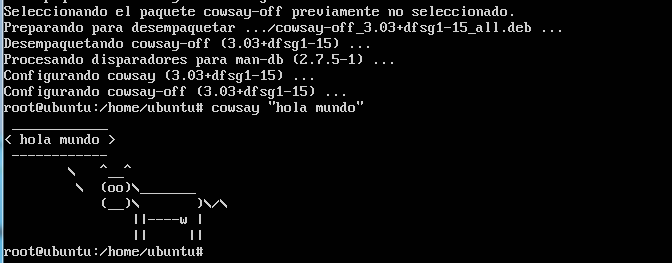 Seleccionando el paquete cowsay-off previamente no seleccionado.
Preparando para desempaquetar .../cowsay-off_3.03+dfsg1-15_all.deb ...
Desempaquetando cowsay-off (3.03+dfsg1-15) ...
Procesando disparadores para man-db (2.7.5-1) ...
Configurando cowsay (3.03+dfsg1-15) ...
Configurando cowsay-off (3.03+dfsg1-15) ...
root@ubuntu:/home/ubuntu# cowsay "hola mundo"
 ____________
< hola mundo >
 ------------
        \   ^__^
         \  (oo)\_______
            (__)\       )\/\
                ||----w |
                ||     ||
root@ubuntu:/home/ubuntu#